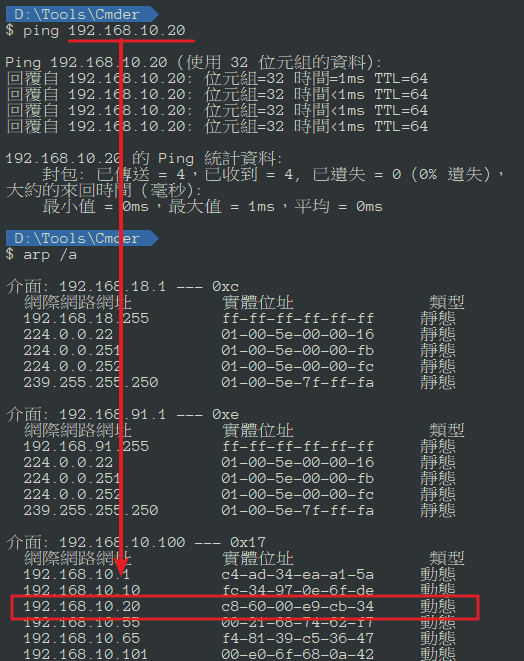 D:\Tools\Cmder
$ ping 192.168.10.20
Ping 192.168.10.20 (使用 32 位元組的資料):
回覆自 192.168.10.20: 位元組=32 時間=1ms TTL=64
回覆自 192.168.10.20: 位元組=32 時間<1ms TTL=64
回覆自 192.168.10.20: 位元組=32 時間<1ms TTL=64
回覆自 192.168.10.20: 位元組=32 時間<1ms TTL=64
192.168.10.20 的 Ping 統計資料:
封包: 已傳送 = 4，已收到 = 4, 已遺失 = 0 (0% 遺失)，
大約的來回時間 (毫秒):
最小值 = 0ms，最大值 = 1ms，平均 = 0ms
D:\Tools\Cmder
$ arp /a
介面: 192.168.18.1 --- 0xc
網際網路網址 實體位址 類型
192.168.18.255 ff-ff-ff-ff-ff-ff 靜態
224.0.0.22 01-00-5e-00-00-16 靜態
224.0.0.251 01-00-5e-00-00-fb 靜態
224.0.0.252 01-00-5e-00-00-fc 靜態
239.255.255.250 01-00-5e-7f-ff-fa 靜態
介面: 192.168.91.1 --- 0xe
網際網路網址 實體位址 類型
192.168.91.255 ff-ff-ff-ff-ff-ff 靜態
224.0.0.22 01-00-5e-00-00-16 靜態
224.0.0.251 01-00-5e-00-00-fb 靜態
224.0.0.252 01-00-5e-00-00-fc 靜態
239.255.255.250 01-00-5e-7f-ff-fa 靜態
介面: 192.168.10.100 --- 0x17
網際網路網址 實體位址 類型
192.168.10.1 c4-ad-34-ea-a1-5a 動態
192.168.10.10 fc-34-97-0e-6f-de 動態
192.168.10.20 c8-60-00-e9-cb-34 動態
192.168.10.55 00-21-68-74-62-f7 動態
192.168.10.65 f4-81-39-c5-36-47 動態
192.168.10.101 00-e0-6f-68-0a-42 動態